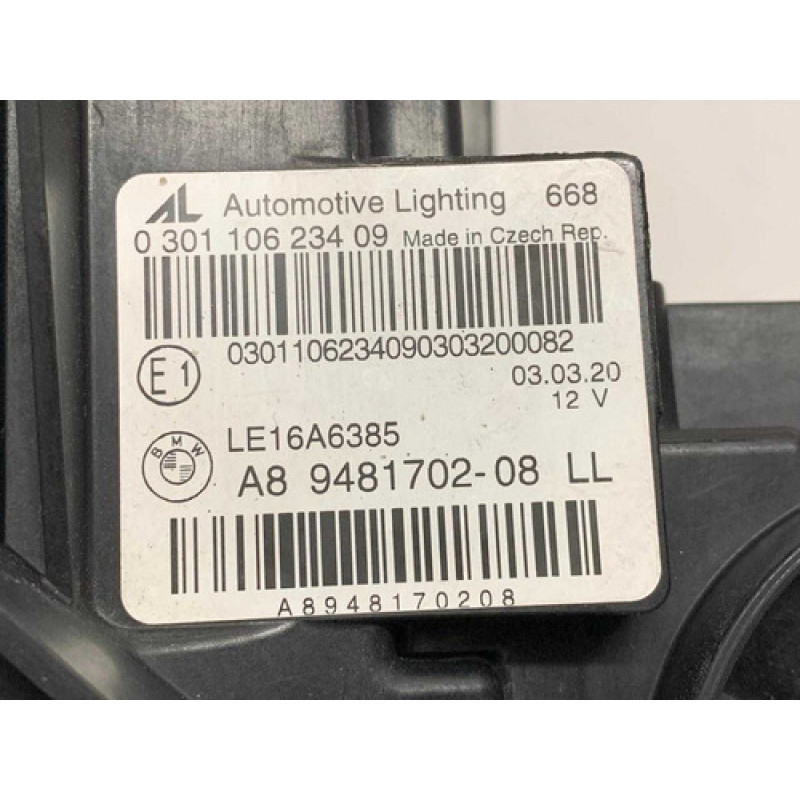 AL Automotive Lighting 668
0 301 106 234 09 Made in Czech Rep.
0301106234090303200082
E1
03.03.20
12 V
LE16A6385
BMW
A8 9481702-08 LL
A8948170208